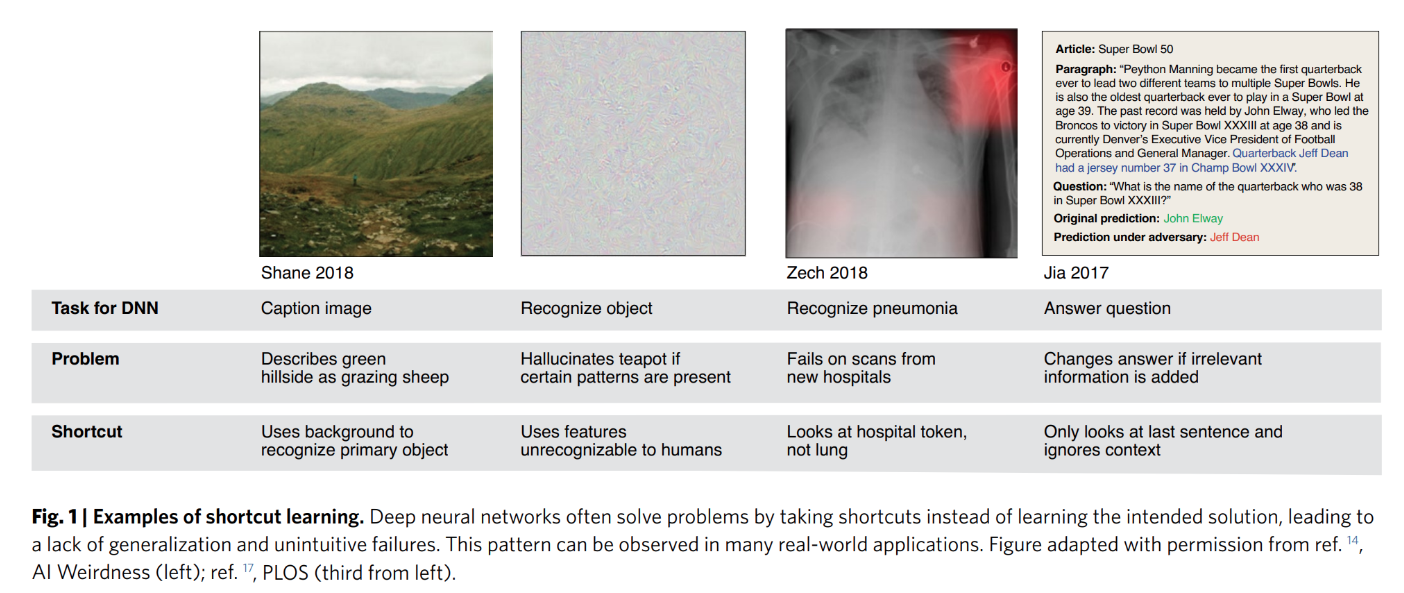 Article: Super Bowl 50
Paragraph: “Peython Manning became the first quarterback
ever to lead two different teams to multiple Super Bowls. He
is also the oldest quarterback ever to play in a Super Bowl at
age 39. The past record was held by John Elway, who led the
Broncos to victory in Super Bowl XXXIII at age 38 and is
currently Denver’s Executive Vice President of Football
Operations and General Manager. Quarterback Jeff Dean
had a jersey number 37 in Champ Bowl XXXIV.”
Question: “What is the name of the quarterback who was 38
in Super Bowl XXXIII?”
Original prediction: John Elway
Prediction under adversary: Jeff Dean
Shane 2018
Zech 2018
Jia 2017
Task for DNN
Caption image
Recognize object
Recognize pneumonia
Answer question
Problem
Describes green
hillside as grazing sheep
Hallucinates teapot if
certain patterns are present
Fails on scans from
new hospitals
Changes answer if irrelevant
information is added
Shortcut
Uses background to
recognize primary object
Uses features
unrecognizable to humans
Looks at hospital token,
not lung
Only looks at last sentence and
ignores context
Fig. 1 | Examples of shortcut learning. Deep neural networks often solve problems by taking shortcuts instead of learning the intended solution, leading to
a lack of generalization and unintuitive failures. This pattern can be observed in many real-world applications. Figure adapted with permission from ref. 14,
AI Weirdness (left); ref. 17, PLOS (third from left).